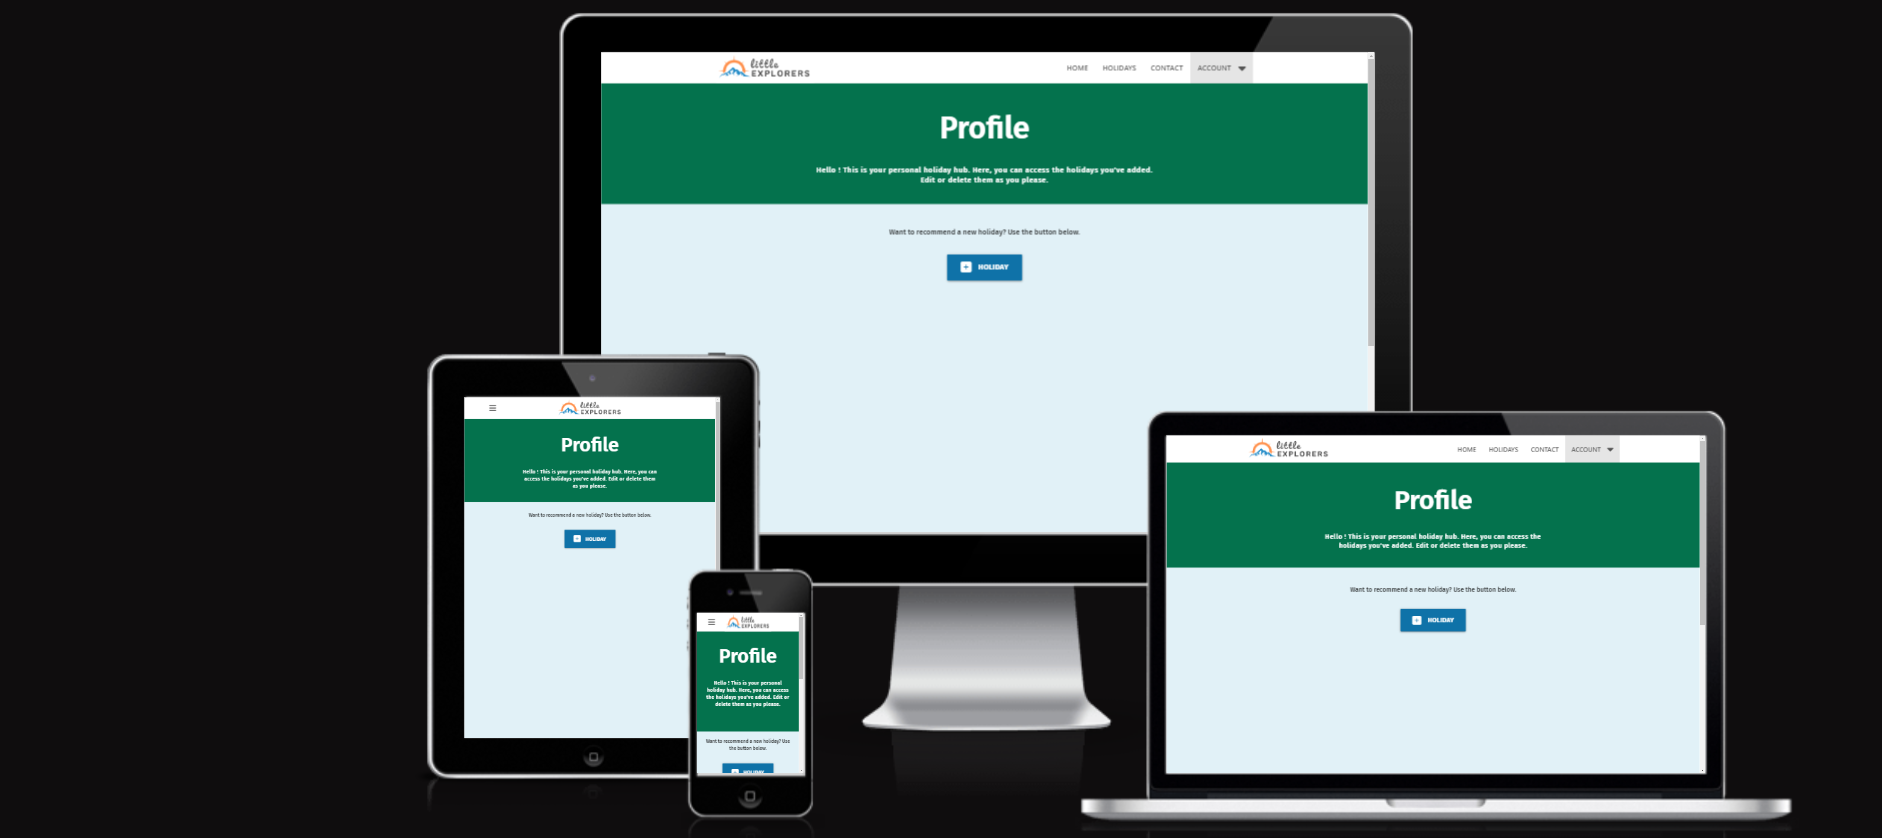 little
EXPLORERS
HOME HOLIDAYS CONTACT ACCOUNT
Profile
Hello ! This is your personal holiday hub. Here, you can access the holidays you've added.
Edit or delete them as you please.
Want to recommend a new holiday? Use the button below.
HOLIDAY
little
EXPLORERS
Profile
Hello ! This is your personal holiday hub. Here, you can
access the holidays you've added. Edit or delete them
as you please.
Want to recommend a new holiday? Use the button below.
HOLIDAY
little
EXPLORERS
Profile
Hello ! This is your personal
holiday hub. Here, you can access
the holidays you've added. Edit or
delete them as you please.
Want to recommend a new holiday? Use
the button below.
HOLIDAY
little
EXPLORERS
HOME HOLIDAYS CONTACT ACCOUNT
Profile
Hello ! This is your personal holiday hub. Here, you can access the
holidays you've added. Edit or delete them as you please.
Want to recommend a new holiday? Use the button below.
HOLIDAY